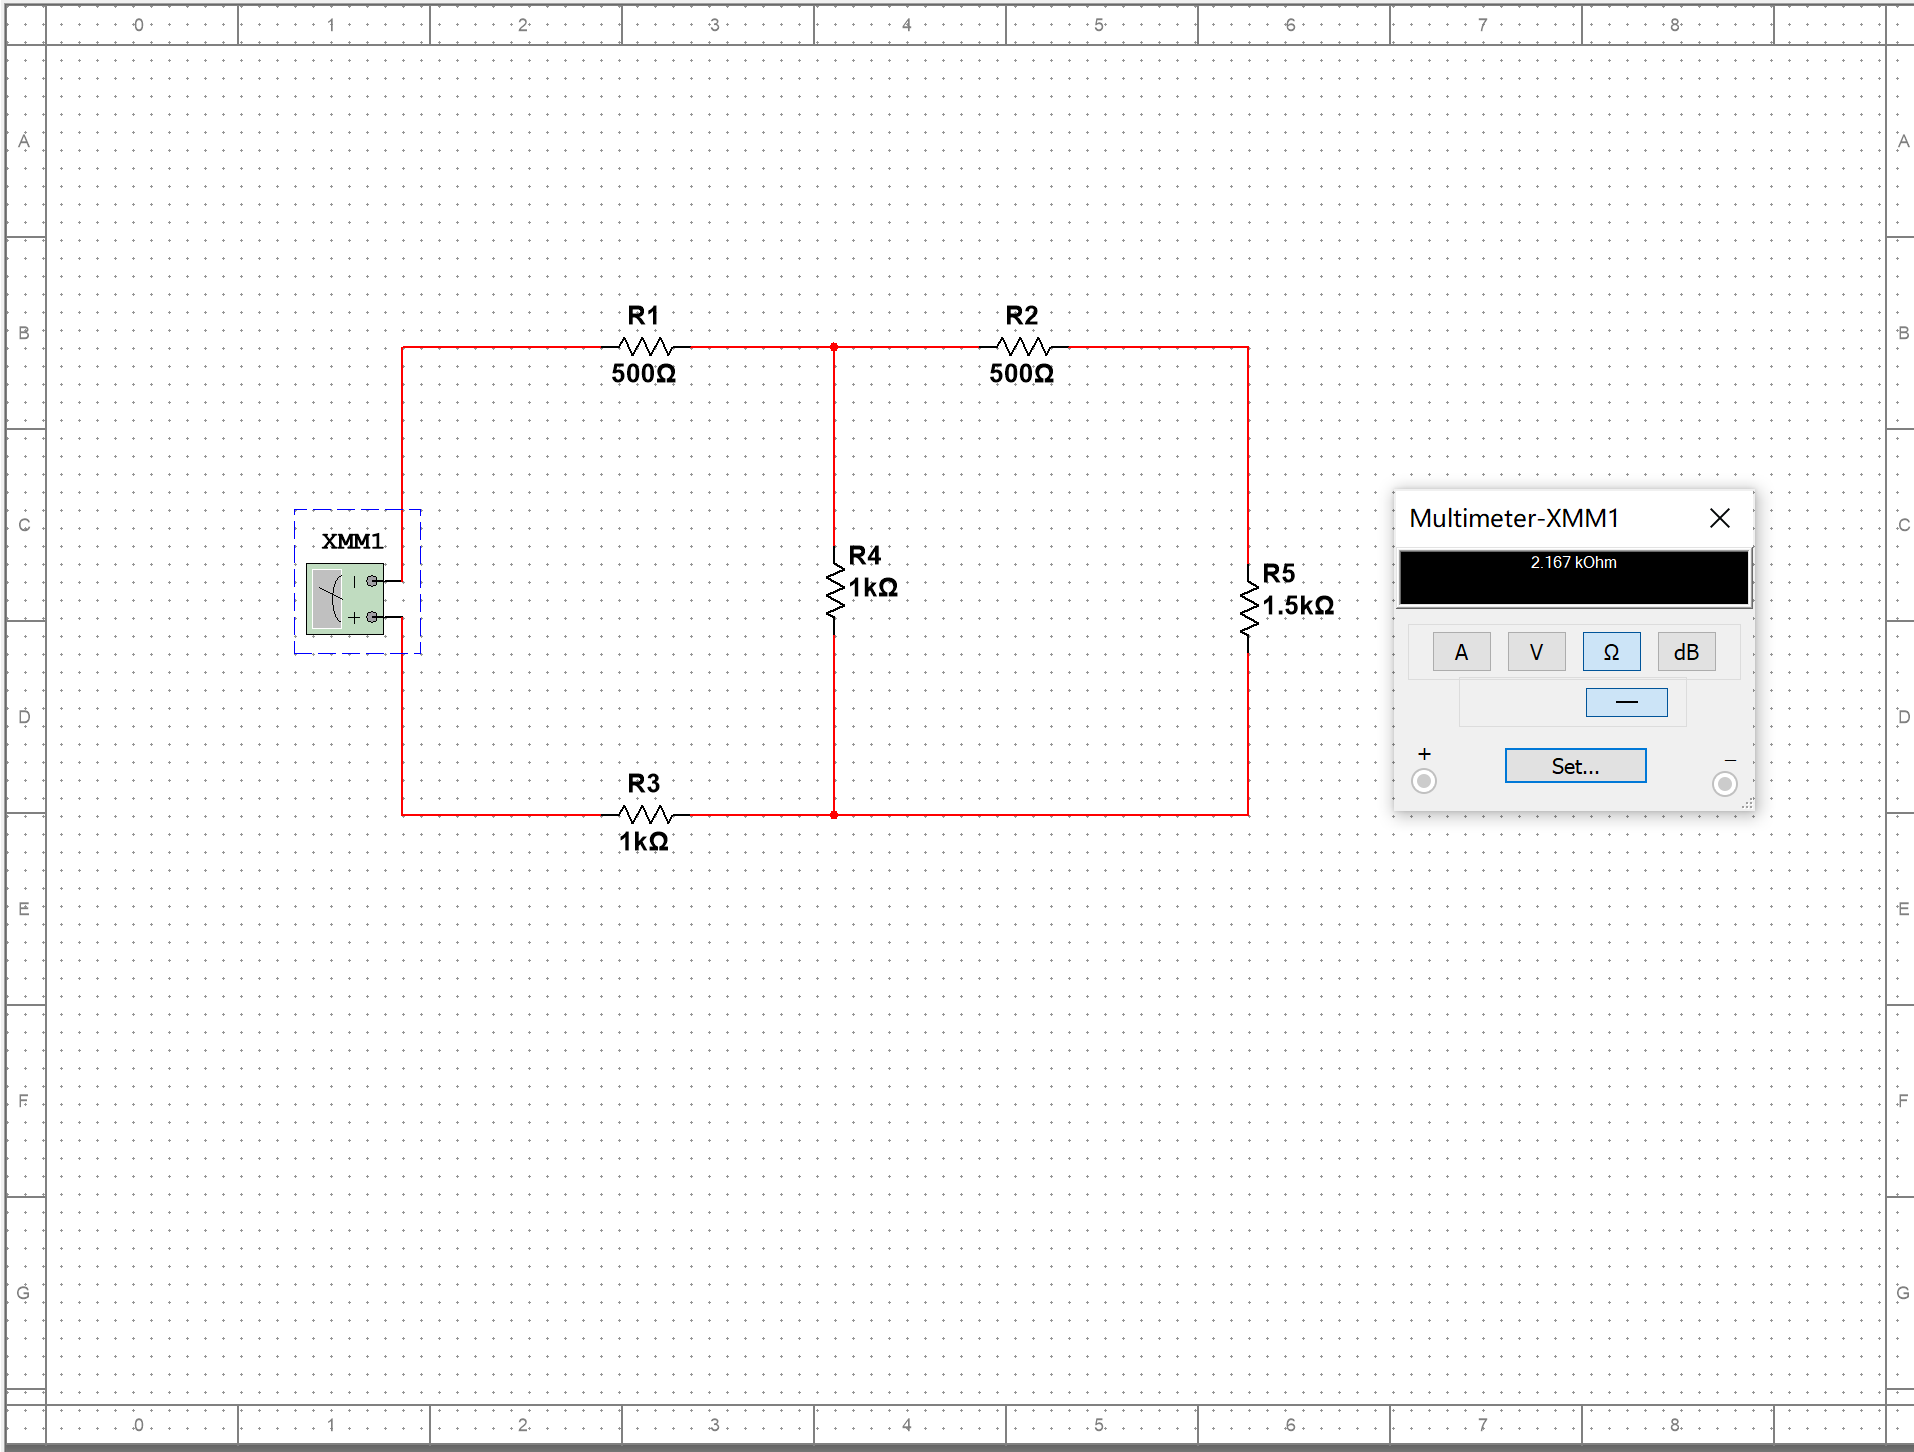 0 1 2 3 4 5 6 7 8
A A
R1 R2
B B
500Ω 500Ω
Multimeter-XMM1
C C
XMM1
2.167 kOhm
R4
1kΩ
R5
1.5kΩ
A V Ω dB
—
D D
+ –
Set...
R3
1kΩ
E E
F F
G G
0 1 2 3 4 5 6 7 8